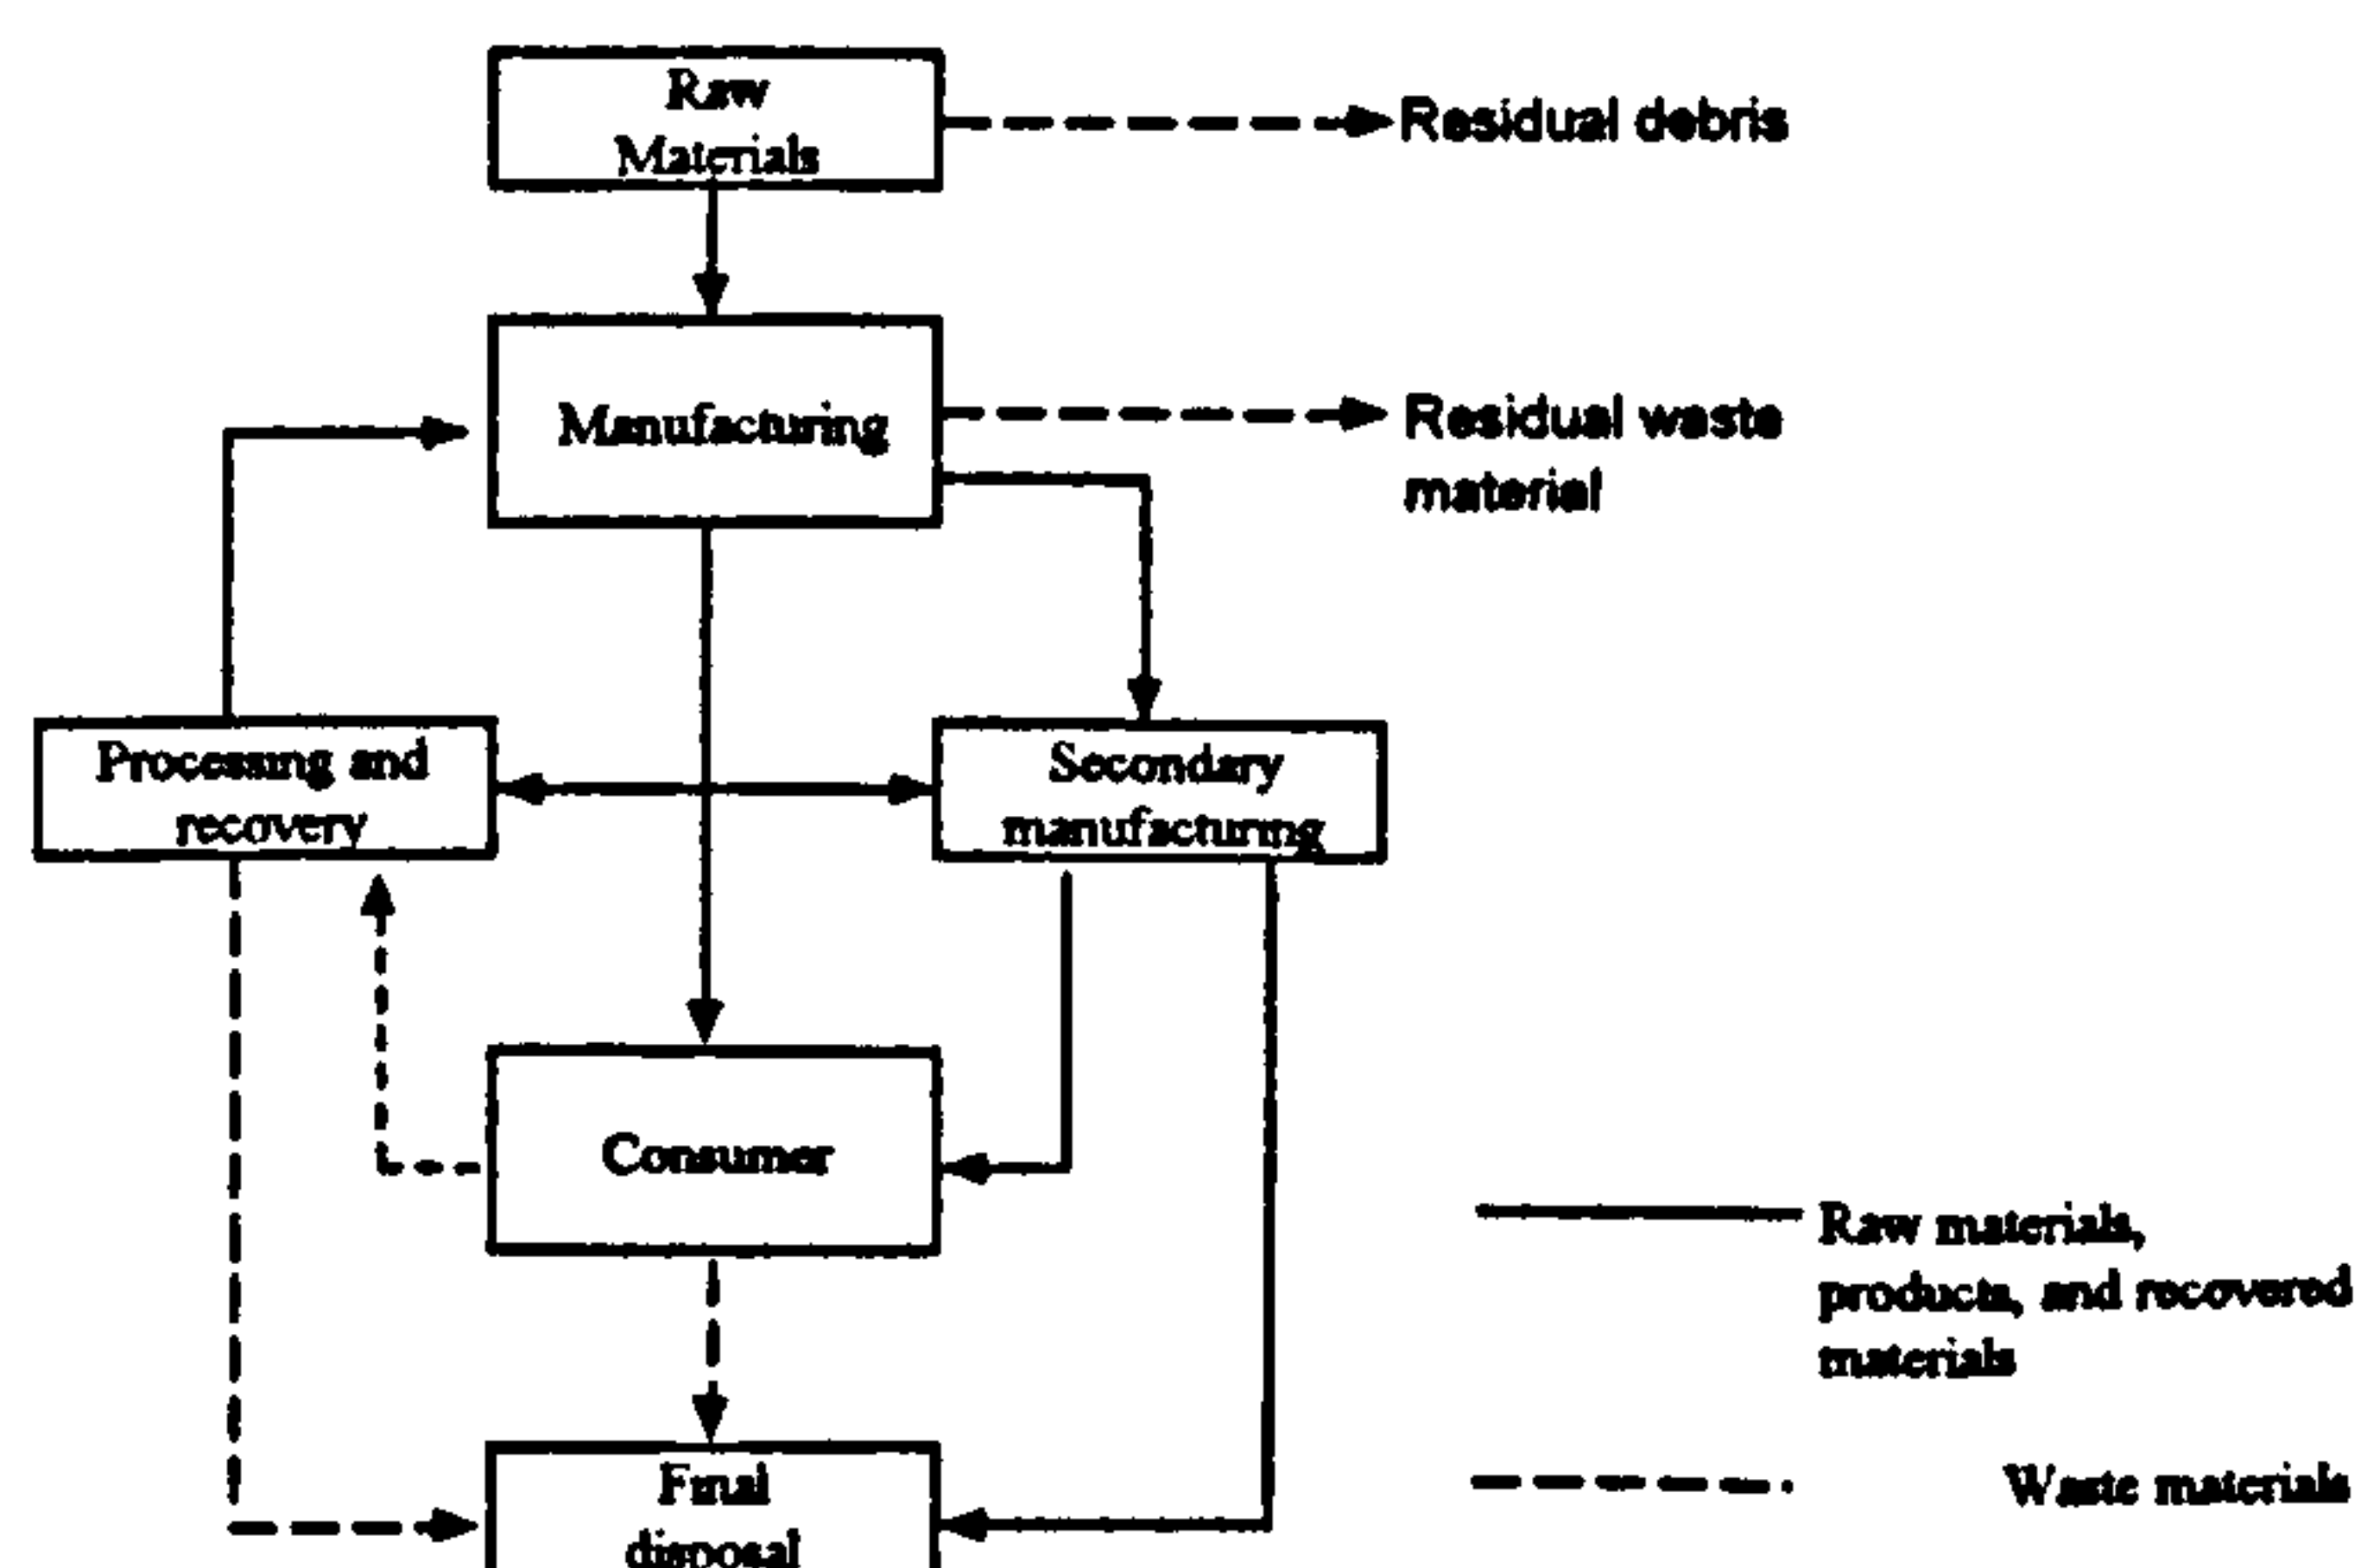 Raw
Materials
Residual debris
Manufacturing
Residual waste
material
Processing and
recovery
Secondary
manufacturing
Consumer
Raw materials,
products, and recovered
materials
Final
disposal
Waste materials